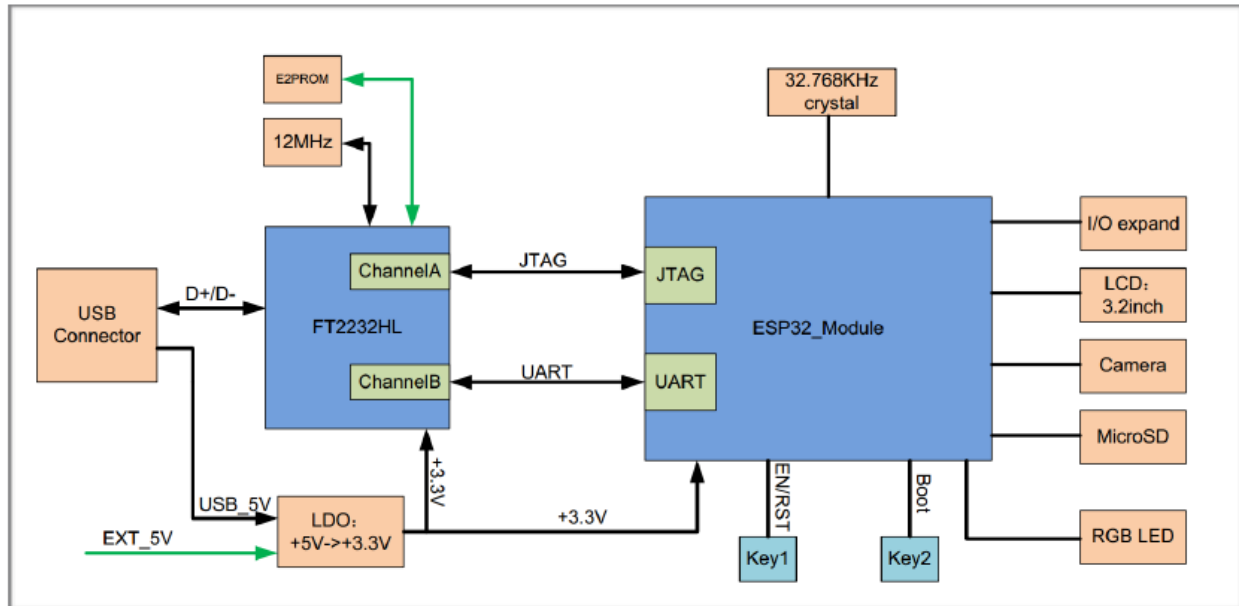 E2PROM
12MHz
32.768KHz
crystal
USB
Connector
D+/D-
FT2232HL
ChannelA
ChannelB
JTAG
UART
JTAG
UART
ESP32_Module
I/O expand
LCD：
3.2inch
Camera
MicroSD
RGB LED
USB_5V
EXT_5V
LDO：
+5V->+3.3V
+3.3V
+3.3V
EN/RST
Key1
Boot
Key2